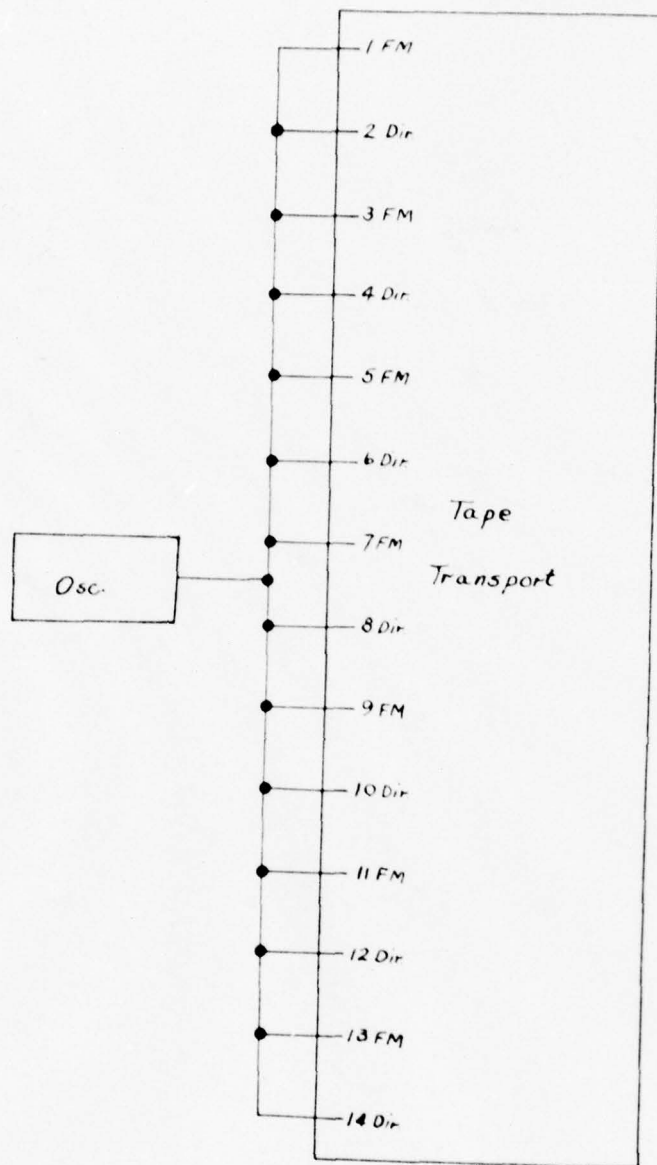 1 FM
2 Dir.
3 FM
4 Dir.
5 FM
6 Dir.
Tape
7 FM
Transport
Osc.
8 Dir.
9 FM
10 Dir.
11 FM
12 Dir.
13 FM
14 Dir.